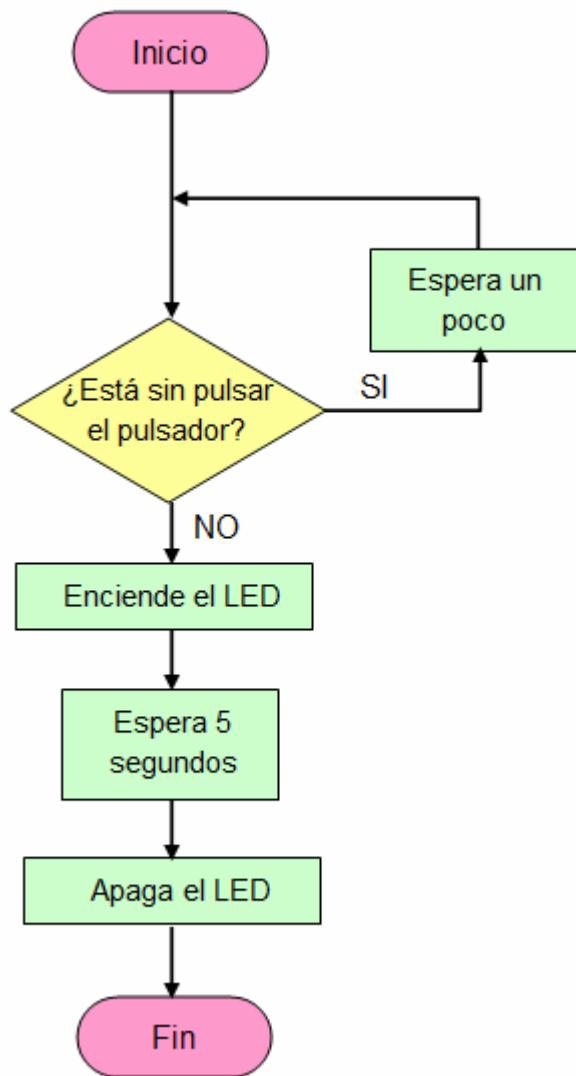 Inicio
Espera un
poco
¿Está sin pulsar
el pulsador?
SI
NO
Enciende el LED
Espera 5
segundos
Apaga el LED
Fin